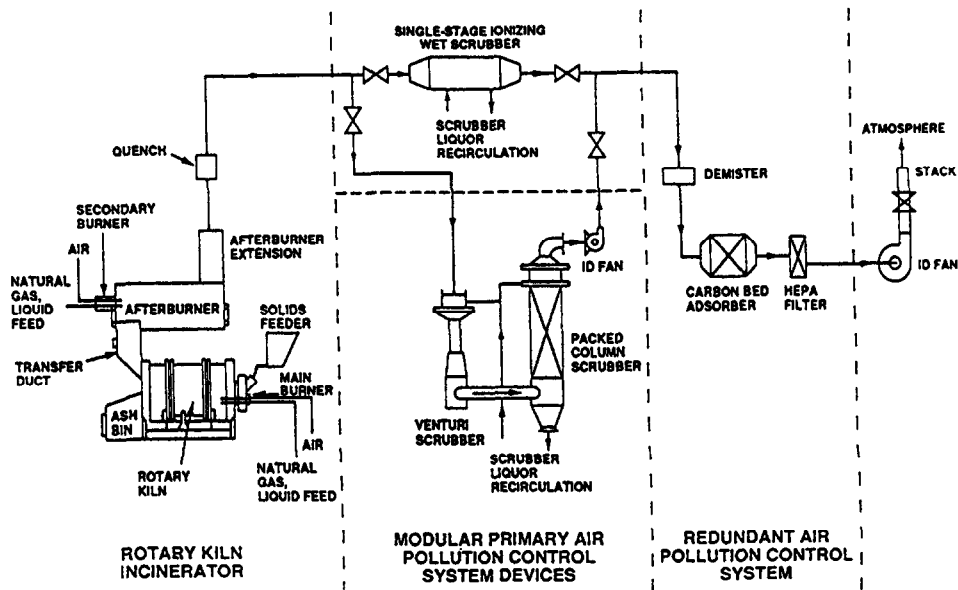 SINGLE-STAGE IONIZING
WET SCRUBBER
SCRUBBER
LIQUOR
RECIRCULATION
QUENCH
SECONDARY
BURNER
AIR
NATURAL
GAS,
LIQUID
FEED
AFTERBURNER
EXTENSION
AFTERBURNER
SOLIDS
FEEDER
TRANSFER
DUCT
MAIN
BURNER
ASH
BIN
AIR
ROTARY
KILN
NATURAL
GAS,
LIQUID FEED
ID FAN
PACKED
COLUMN
SCRUBBER
VENTURI
SCRUBBER
SCRUBBER
LIQUOR
RECIRCULATION
DEMISTER
CARBON BED
ADSORBER
HEPA
FILTER
ATMOSPHERE
STACK
ID FAN
ROTARY KILN
INCINERATOR
MODULAR PRIMARY AIR
POLLUTION CONTROL
SYSTEM DEVICES
REDUNDANT AIR
POLLUTION CONTROL
SYSTEM